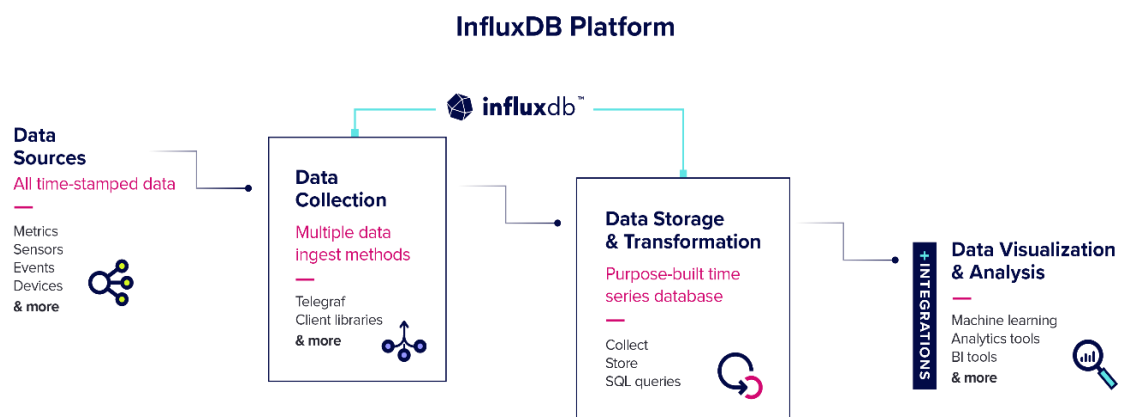 InfluxDB Platform
influxdb™
Data
Sources
All time-stamped data
Metrics
Sensors
Events
Devices
& more
Data
Collection
Multiple data
ingest methods
Telegraf
Client libraries
& more
Data Storage
& Transformation
Purpose-built time
series database
Collect
Store
SQL queries
+INTEGRATIONS
Data Visualization
& Analysis
Machine learning
Analytics tools
BI tools
& more